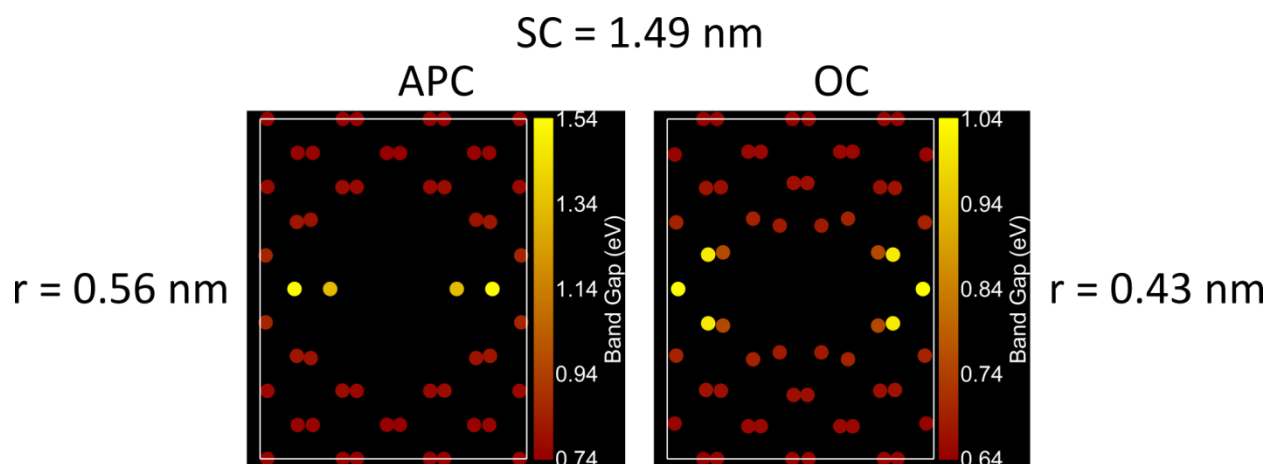 SC = 1.49 nm
APC
OC
r = 0.56 nm
1.54
1.34
1.14
0.94
0.74
Band Gap (eV)
1.04
0.94
0.84
0.74
0.64
Band Gap (eV)
r = 0.43 nm